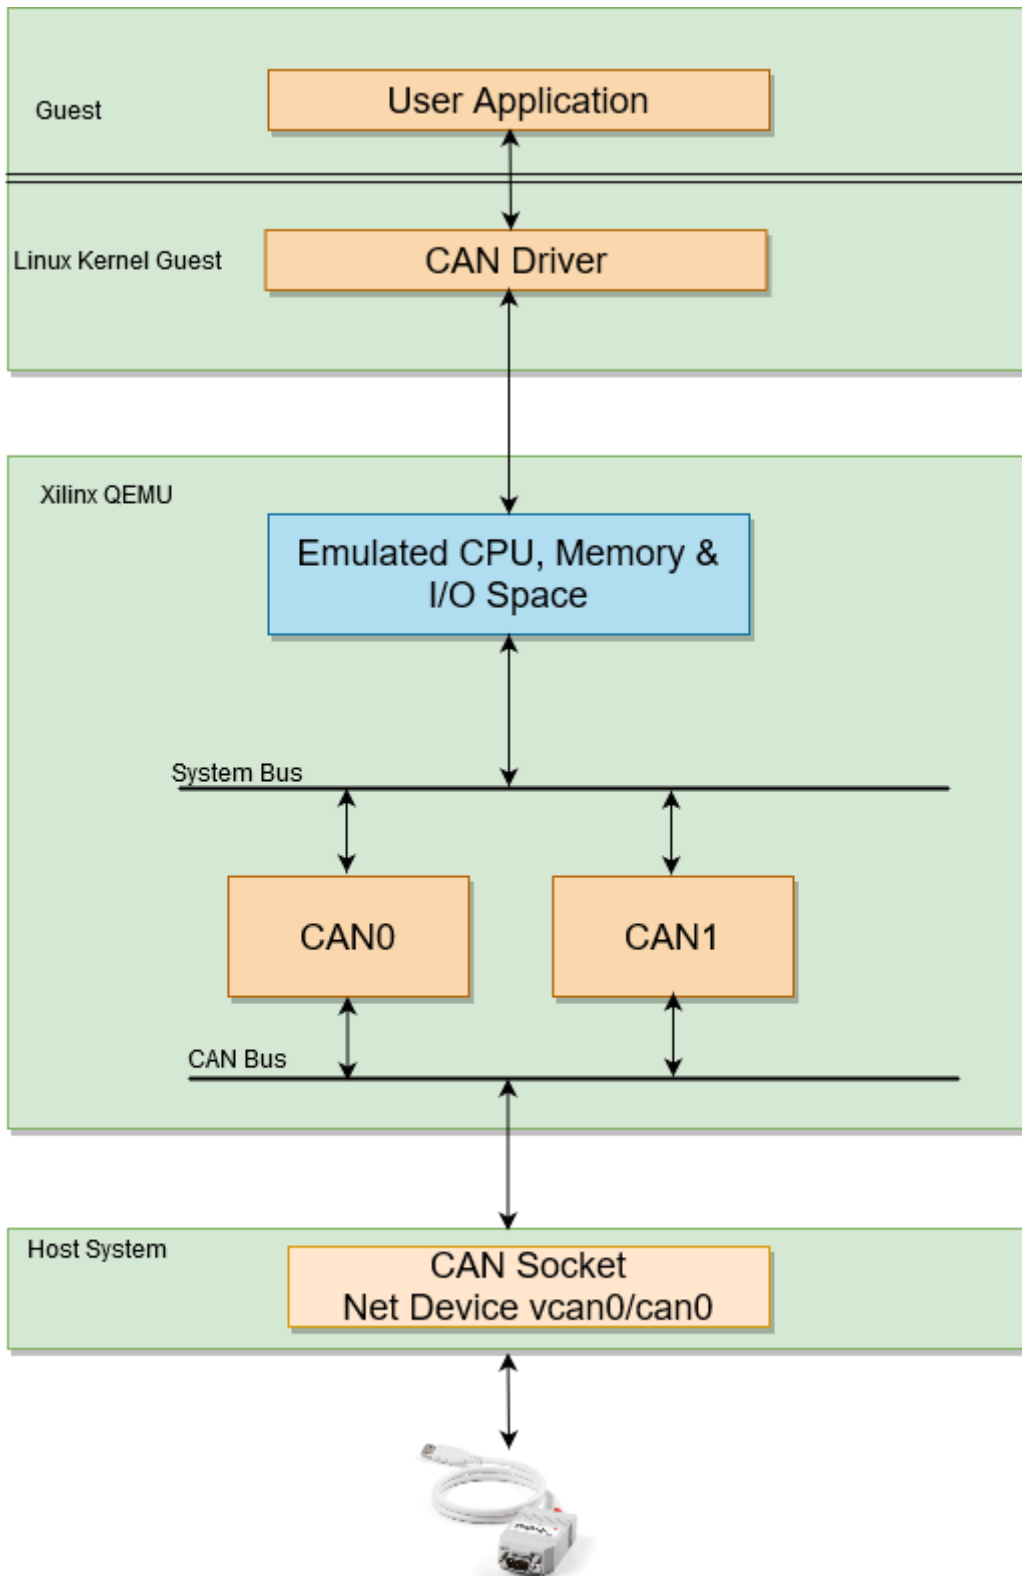 Guest
User Application
Linux Kernel Guest
CAN Driver
Xilinx QEMU
Emulated CPU, Memory &
I/O Space
System Bus
CAN0
CAN1
CAN Bus
Host System
CAN Socket
Net Device vcan0/can0